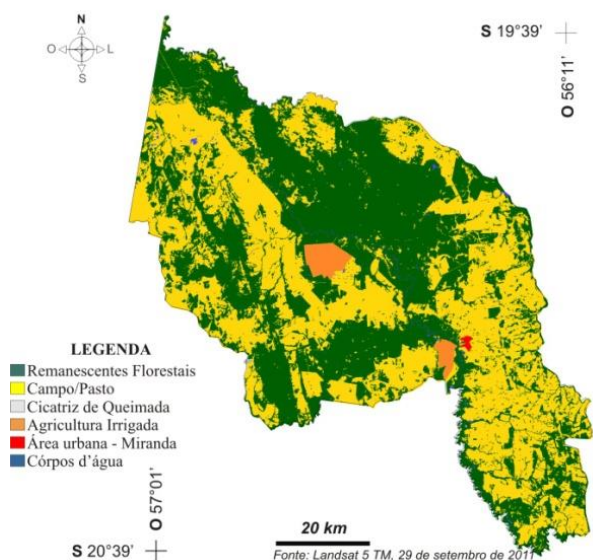 N
O L
S
S 19°39'
O 56°11'
LEGENDA
Remanescentes Florestais
Campo/Pasto
Cicatriz de Queimada
Agricultura Irrigada
Área urbana - Miranda
Córpos d'água
O 57°01'
S 20°39'
20 km
Fonte: Landsat 5 TM, 29 de setembro de 2011